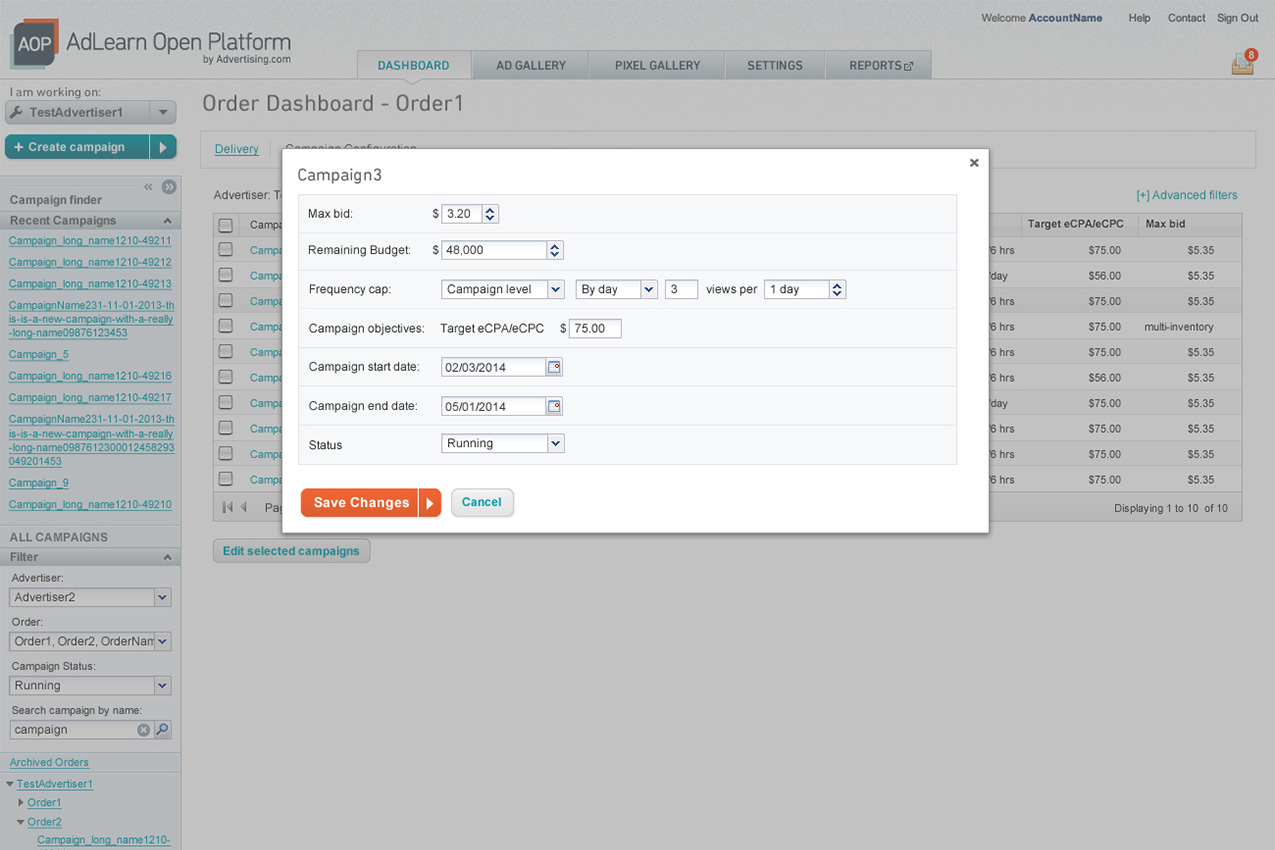 Welcome AccountName Help Contact Sign Out
AOP AdLearn Open Platform
by Advertising.com
8
DASHBOARD AD GALLERY PIXEL GALLERY SETTINGS REPORTS
I am working on:
TestAdvertiser1
Order Dashboard - Order1
+ Create campaign
Delivery Campaign Configuration
Campaign finder
Recent Campaigns
Campaign_long_name1210-49211
Campaign_long_name1210-49212
Campaign_long_name1210-49213
CampaignName231-11-01-2013-th
is-is-a-new-campaign-with-a-really
-long-name09876123453
Campaign_5
Campaign_long_name1210-49216
Campaign_long_name1210-49217
CampaignName231-11-01-2013-th
is-is-a-new-campaign-with-a-really
-long-name0987612300012458293
049201453
Campaign_9
Campaign_long_name1210-49210
ALL CAMPAIGNS
Filter
Advertiser:
Advertiser2
Order:
Order1, Order2, OrderNam
Campaign Status:
Running
Search campaign by name:
campaign
Archived Orders
TestAdvertiser1
Order1
Order2
Campaign_long_name1210-
Advertiser: T
[+] Advanced filters
Campa
Target eCPA/eCPC Max bid
Campa 6 hrs $75.00 $5.35
Campa /day $56.00 $5.35
Campa 6 hrs $75.00 $5.35
Campa 6 hrs $75.00 multi-inventory
Campa 6 hrs $75.00 $5.35
Campa 6 hrs $56.00 $5.35
Campa /day $75.00 $5.35
Campa 6 hrs $75.00 $5.35
Campa 6 hrs $75.00 $5.35
Campa 6 hrs $75.00 $5.35
Pag
Displaying 1 to 10 of 10
Edit selected campaigns
Campaign3
Max bid: $ 3.20
Remaining Budget: $ 48,000
Frequency cap: Campaign level By day 3 views per 1 day
Campaign objectives: Target eCPA/eCPC $ 75.00
Campaign start date: 02/03/2014
Campaign end date: 05/01/2014
Status Running
Save Changes Cancel